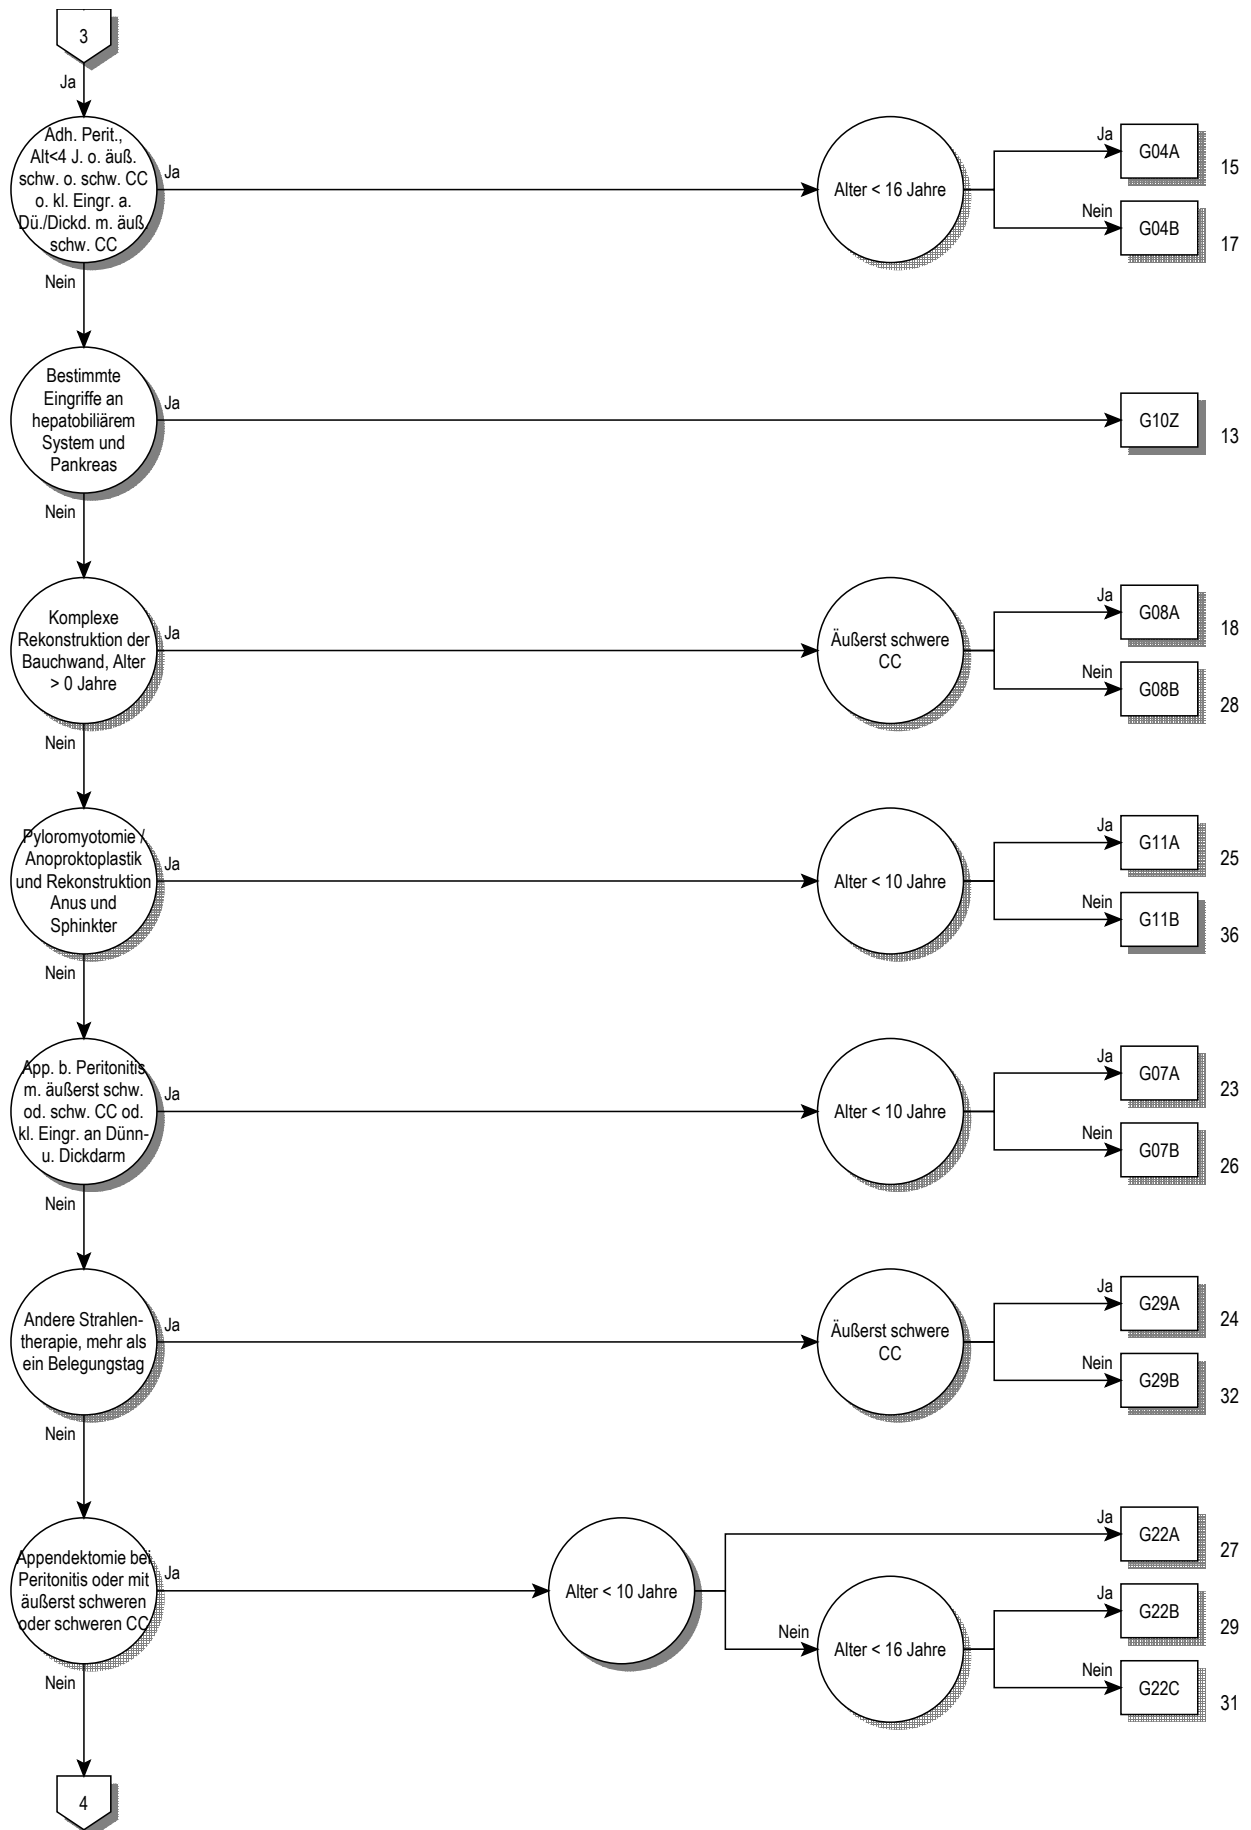 3
Ja
Adh. Perit.,
Alt<4 J. o. äuß.
schw. o. schw. CC
o. kl. Eingr. a.
Dü./Dickd. m. äuß.
schw. CC
Ja
Alter < 16 Jahre
Ja
G04A
15
Nein
G04B
17
Nein
Bestimmte
Eingriffe an
hepatobiliärem
System und
Pankreas
Ja
G10Z
13
Nein
Komplexe
Rekonstruktion der
Bauchwand, Alter
> 0 Jahre
Ja
Äußerst schwere
CC
Ja
G08A
18
Nein
G08B
28
Nein
Pyloromyotomie /
Anoproktoplastik
und Rekonstruktion
Anus und
Sphinkter
Ja
Alter < 10 Jahre
Ja
G11A
25
Nein
G11B
36
Nein
App. b. Peritonitis
m. äußerst schw.
od. schw. CC od.
kl. Eingr. an Dünn-
u. Dickdarm
Ja
Alter < 10 Jahre
Ja
G07A
23
Nein
G07B
26
Nein
Andere Strahlen-
therapie, mehr als
ein Belegungstag
Ja
Äußerst schwere
CC
Ja
G29A
24
Nein
G29B
32
Nein
Appendektomie bei
Peritonitis oder mit
äußerst schweren
oder schweren CC
Ja
Alter < 10 Jahre
Ja
G22A
27
Nein
Alter < 16 Jahre
Ja
G22B
29
Nein
G22C
31
Nein
4